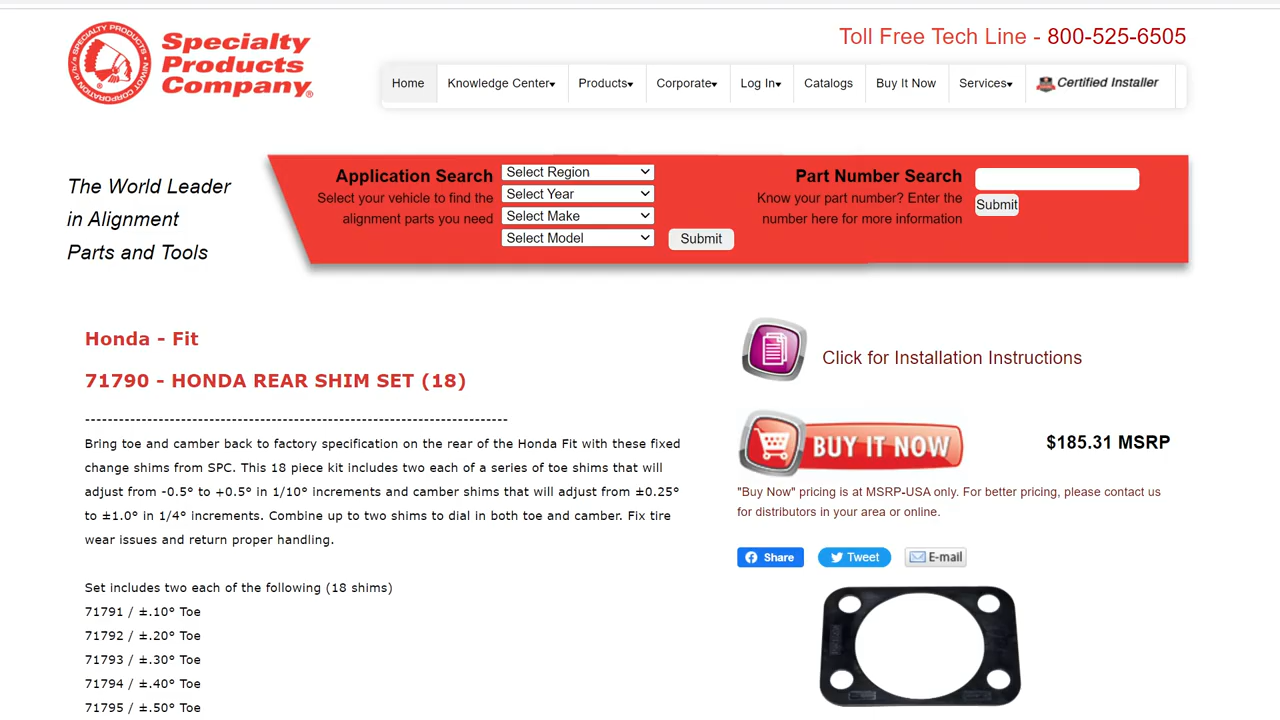 Specialty
Products
Company®
SPECIALTY PRODUCTS
NIWOT CORPORATION d/b/a
Toll Free Tech Line - 800-525-6505
Home Knowledge Center Products Corporate Log In Catalogs Buy It Now Services Certified Installer
The World Leader
in Alignment
Parts and Tools
Application Search
Select your vehicle to find the
alignment parts you need
Select Region
Select Year
Select Make
Select Model
Submit
Part Number Search
Know your part number? Enter the
number here for more information
Submit
Honda - Fit
71790 - HONDA REAR SHIM SET (18)
---------------------------------------------------------------------------
Bring toe and camber back to factory specification on the rear of the Honda Fit with these fixed
change shims from SPC. This 18 piece kit includes two each of a series of toe shims that will
adjust from -0.5° to +0.5° in 1/10° increments and camber shims that will adjust from ±0.25°
to ±1.0° in 1/4° increments. Combine up to two shims to dial in both toe and camber. Fix tire
wear issues and return proper handling.
Set includes two each of the following (18 shims)
71791 / ±.10° Toe
71792 / ±.20° Toe
71793 / ±.30° Toe
71794 / ±.40° Toe
71795 / ±.50° Toe
Click for Installation Instructions
BUY IT NOW
$185.31 MSRP
"Buy Now" pricing is at MSRP-USA only. For better pricing, please contact us
for distributors in your area or online.
Share Tweet E-mail